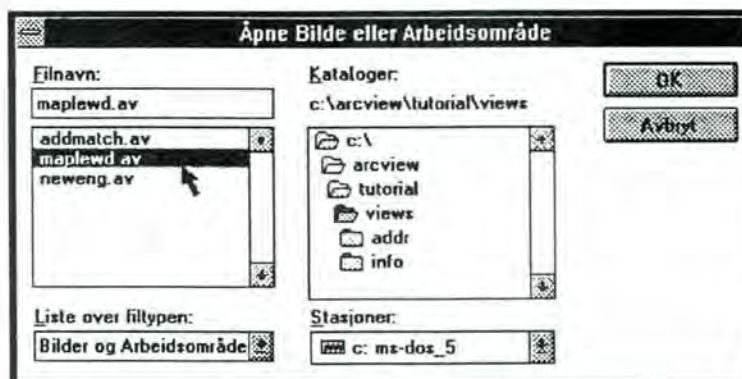 Åpne Bilde eller Arbeidsområde
Filnavn:
maplewd.av
addmatch.av
maplewd.av
neweng.av
Liste over filtypen:
Bilder og Arbeidsområde
Kataloger:
c:\arcview\tutorial\views
c:\
arcview
tutorial
views
addr
info
Stasjoner:
c: ms-dos_5
OK
Avbryt